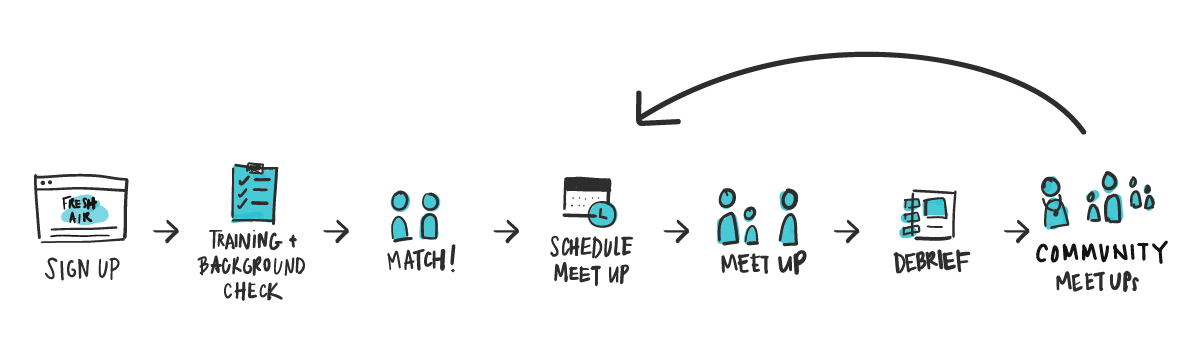 FRESH
AIR
SIGN UP
TRAINING +
BACKGROUND
CHECK
MATCH!
SCHEDULE
MEET UP
MEET UP
DEBRIEF
COMMUNITY
MEETUPs